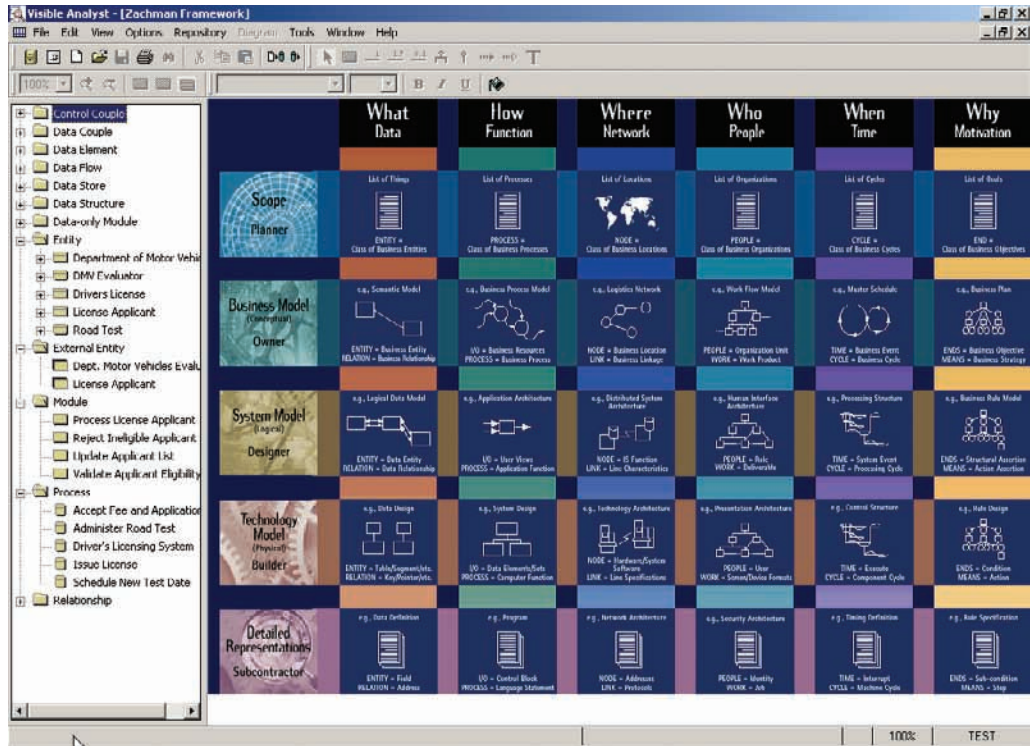 Visible Analyst - [Zachman Framework]
File Edit View Options Repository Diagram Tools Window Help
100%
B I U
Control Couple
Data Couple
Data Element
Data Flow
Data Store
Data Structure
Data-only Module
Entity
Department of Motor Vehic
DMV Evaluator
Drivers License
License Applicant
Road Test
External Entity
Dept. Motor Vehicles Evalu
License Applicant
Module
Process License Applicant
Reject Ineligible Applicant
Update Applicant List
Validate Applicant Eligibility
Process
Accept Fee and Application
Administer Road Test
Driver's Licensing System
Issue License
Schedule New Test Date
Relationship
What How Where Who When Why
Data Function Network People Time Motivation
Scope
Planner
List of Things
ENTITY =
Class of Business Entities
List of Processes
PROCESS =
Class of Business Processes
List of Locations
NODE =
Class of Business Locations
List of Organizations
PEOPLE =
Class of Business Organizations
List of Cycles
CYCLE =
Class of Business Cycles
List of Goals
END =
Class of Business Objectives
Business Model
(Conceptual)
Owner
e.g., Semantic Model
ENTITY = Business Entity
RELATION = Business Relationship
e.g., Business Process Model
I/O = Business Resources
PROCESS = Business Process
e.g., Logistics Network
NODE = Business Location
LINK = Business Linkage
e.g., Work Flow Model
PEOPLE = Organization Unit
WORK = Work Product
e.g., Master Schedule
TIME = Business Event
CYCLE = Business Cycle
e.g., Business Plan
ENDS = Business Objective
MEANS = Business Strategy
System Model
(Logical)
Designer
e.g., Logical Data Model
ENTITY = Data Entity
RELATION = Data Relationship
e.g., Application Architecture
I/O = User Views
PROCESS = Application Function
e.g., Distributed System
Architecture
NODE = IS Function
LINK = Line Characteristics
e.g., Human Interface
Architecture
PEOPLE = Role
WORK = Deliverable
e.g., Processing Structure
TIME = System Event
CYCLE = Processing Cycle
e.g., Business Rule Model
ENDS = Structural Assertion
MEANS = Action Assertion
Technology
Model
(Physical)
Builder
e.g., Data Design
ENTITY = Table/Segment/etc.
RELATION = Key/Pointer/etc.
e.g., System Design
I/O = Data Elements/Sets
PROCESS = Computer Function
e.g., Technology Architecture
NODE = Hardware/System
Software
LINK = Line Specifications
e.g., Presentation Architecture
PEOPLE = User
WORK = Screen/Device Formats
e.g., Control Structure
TIME = Execute
CYCLE = Component Cycle
e.g., Rule Design
ENDS = Condition
MEANS = Action
Detailed
Representations
Subcontractor
e.g., Data Definition
ENTITY = Field
RELATION = Address
e.g., Program
I/O = Control Block
PROCESS = Language Statement
e.g., Network Architecture
NODE = Addresses
LINK = Protocols
e.g., Security Architecture
PEOPLE = Identity
WORK = Job
e.g., Timing Definition
TIME = Interrupt
CYCLE = Machine Cycle
e.g., Rule Specification
ENDS = Sub-condition
MEANS = Step
100% TEST